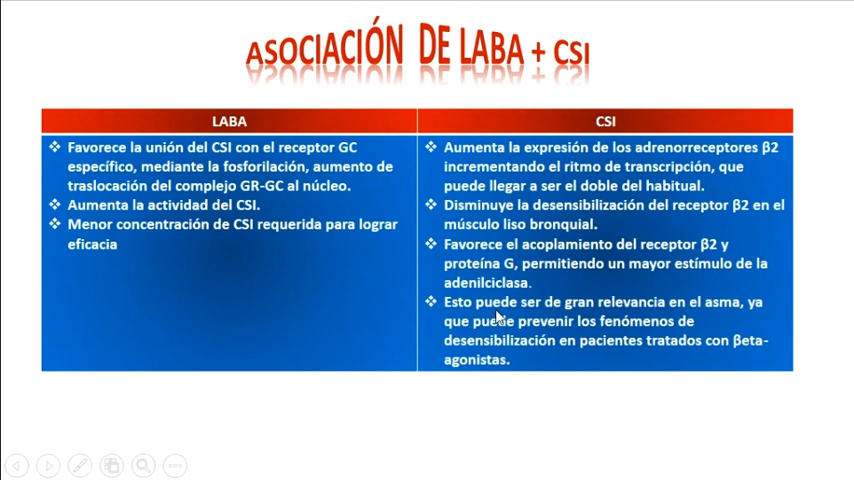 ASOCIACIÓN DE LABA + CSI
LABA
❖ Favorece la unión del CSI con el receptor GC
específico, mediante la fosforilación, aumento de
traslocación del complejo GR-GC al núcleo.
❖ Aumenta la actividad del CSI.
❖ Menor concentración de CSI requerida para lograr
eficacia
CSI
❖ Aumenta la expresión de los adrenorreceptores β2
incrementando el ritmo de transcripción, que
puede llegar a ser el doble del habitual.
❖ Disminuye la desensibilización del receptor β2 en el
músculo liso bronquial.
❖ Favorece el acoplamiento del receptor β2 y
proteína G, permitiendo un mayor estímulo de la
adenilciclasa.
❖ Esto puede ser de gran relevancia en el asma, ya
que puede prevenir los fenómenos de
desensibilización en pacientes tratados con βeta-
agonistas.